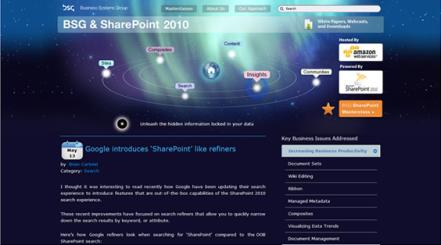 bsg Business Systems Group
Masterclasses
About Us
Our Approach
Search
BSG & SharePoint 2010
White Papers, Webcasts,
and Downloads
Hosted By
amazon
web services
Powered By
SharePoint 2010
BSG SharePoint
Masterclass
Composites
Content
Sites
Insights
Communities
Search
Unleash the hidden information locked in your data
May
13
Google introduces 'SharePoint' like refiners
by
Category: Search
I thought it was interesting to read recently how Google have been updating their search
experience to introduce features that are out-of-the-box capabilities of the SharePoint 2010
search experience.
These recent improvements have focused on search refiners that allow you to quickly narrow
down the search results by keyword, or attribute.
Here's how Google refiners look when searching for 'SharePoint' compared to the OOB
SharePoint search:
Key Business Issues Addressed
Increasing Business Productivity
Document Sets
Wiki Editing
Ribbon
Managed Metadata
Composites
Visualizing Data Trends
Document Management